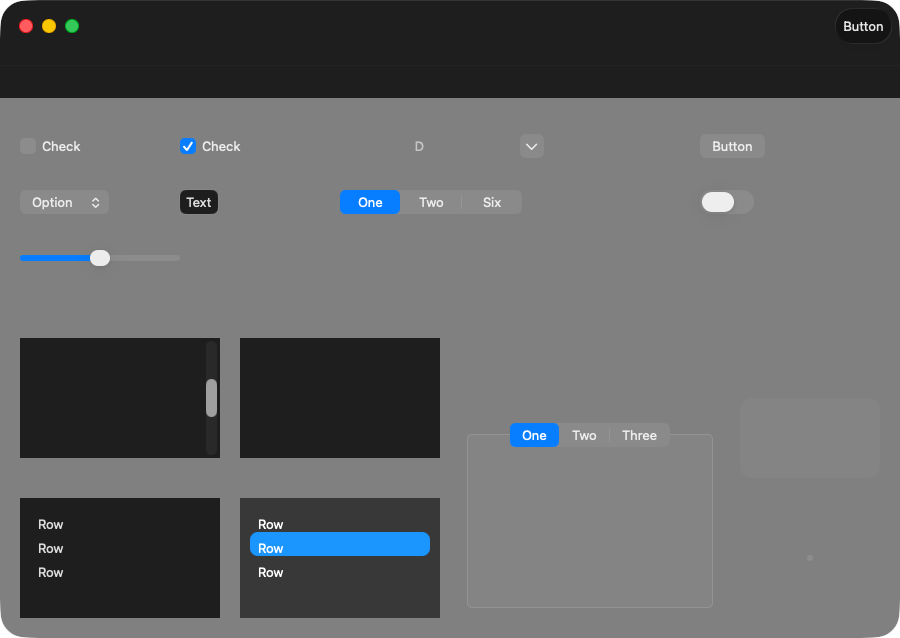 Button
Check
Check
D
Button
Option
Text
One
Two
Six
One
Two
Three
Row
Row
Row
Row
Row
Row